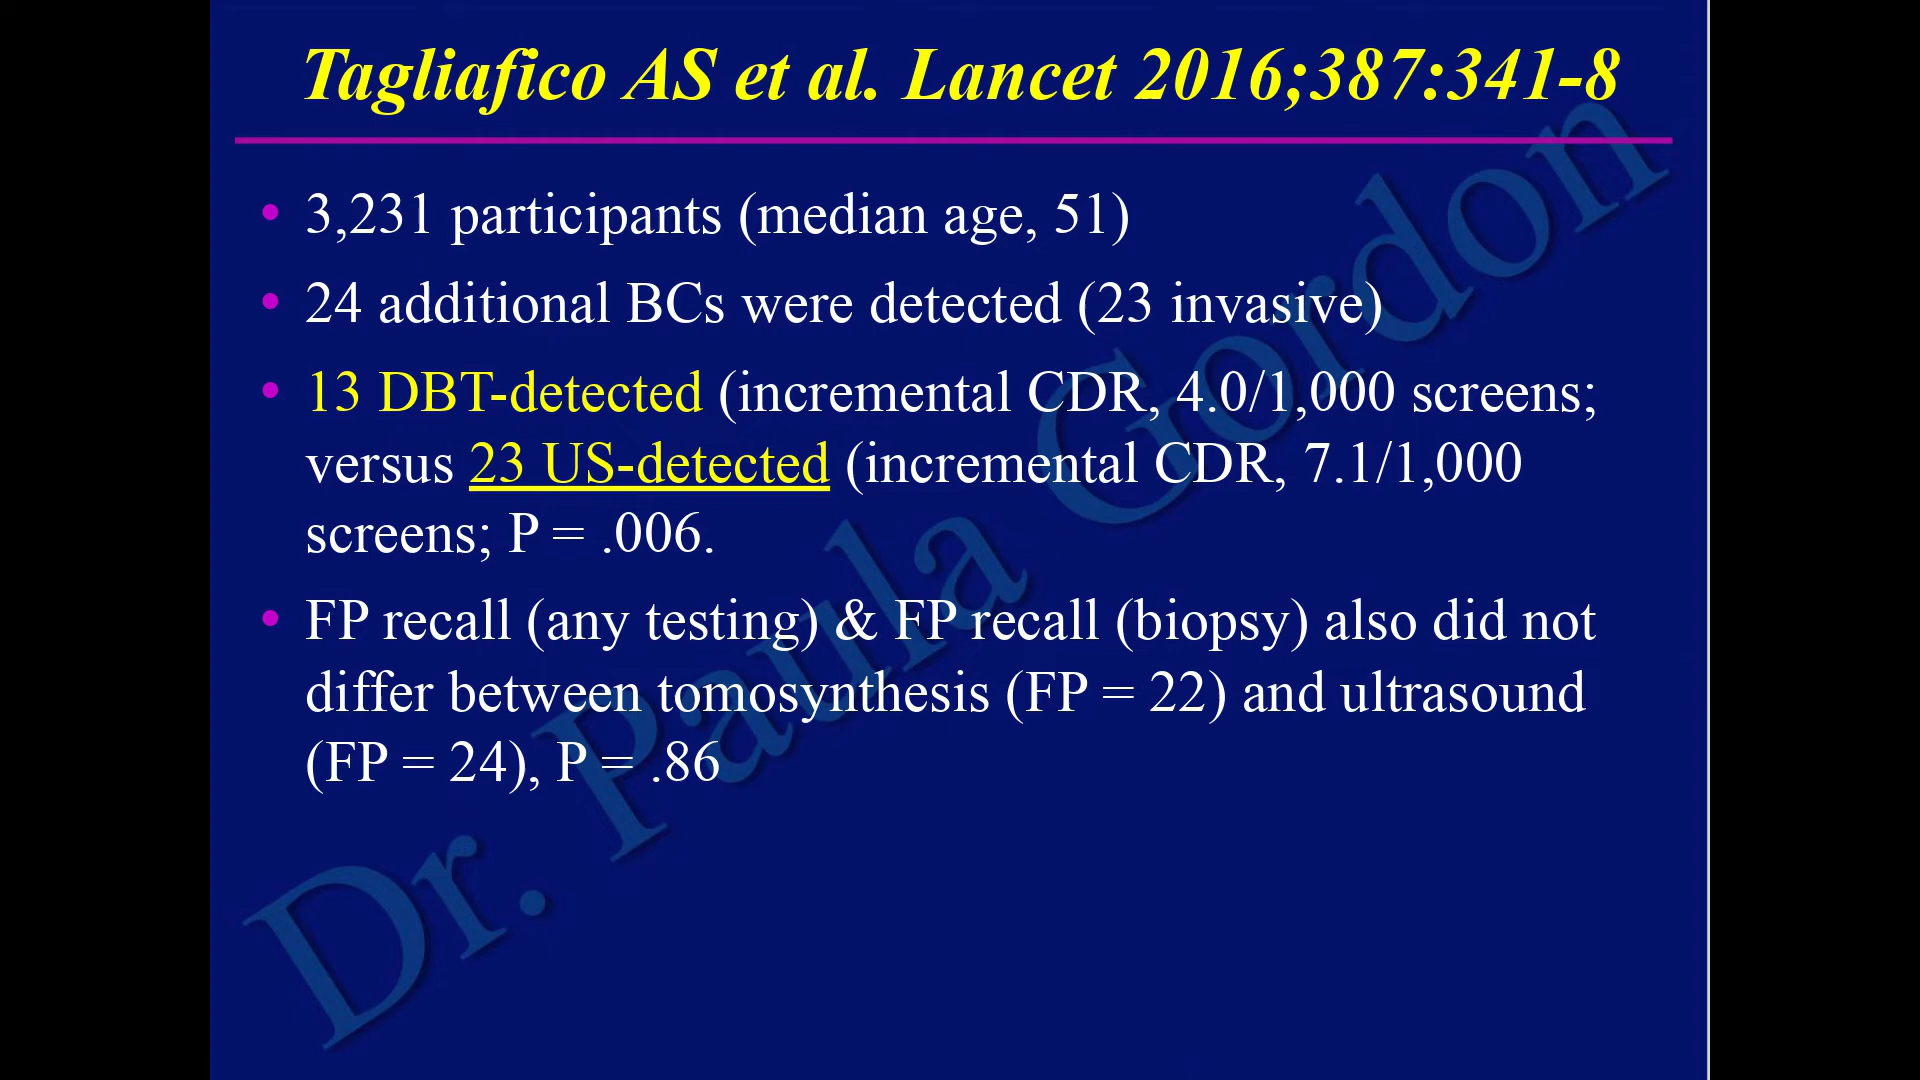 Tagliafico AS et al. Lancet 2016;387:341-8
• 3,231 participants (median age, 51)
• 24 additional BCs were detected (23 invasive)
• 13 DBT-detected (incremental CDR, 4.0/1,000 screens;
versus 23 US-detected (incremental CDR, 7.1/1,000
screens; P = .006.
• FP recall (any testing) & FP recall (biopsy) also did not
differ between tomosynthesis (FP = 22) and ultrasound
(FP = 24), P = .86
Dr. Paula Gordon